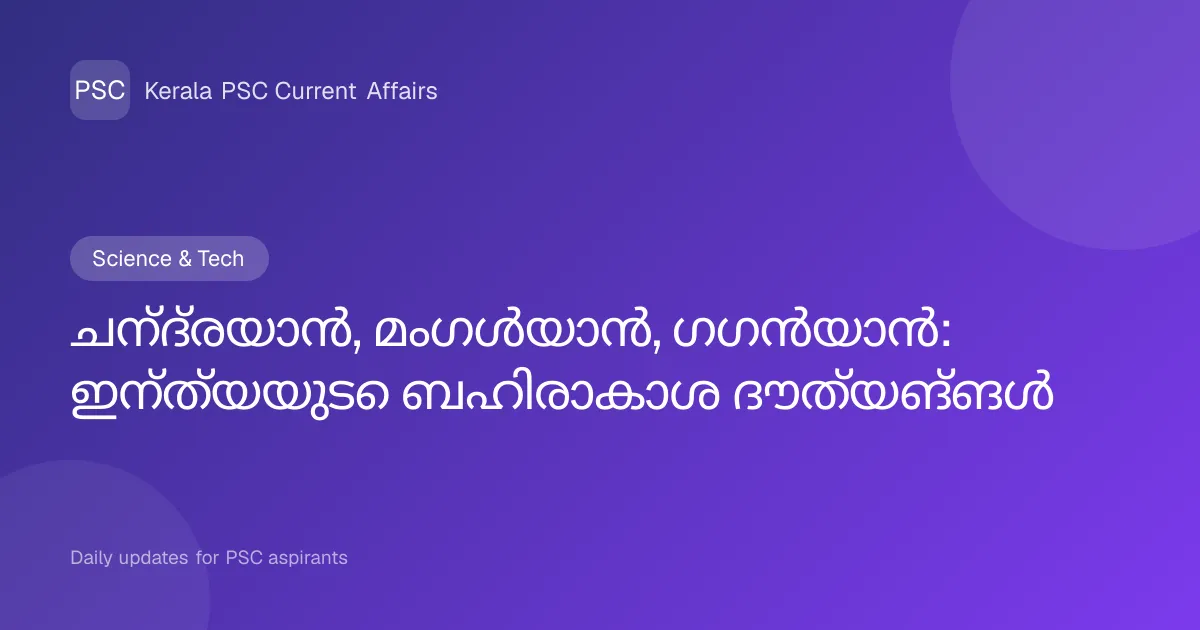 PSC Kerala PSC Current Affairs
Science & Tech
ചന്ദ്രയാൻ, മംഗൾയാൻ, ഗഗൻയാൻ:
ഇന്ത്യയുടെ ബഹിരാകാശ ദൗത്യങ്ങൾ
Daily updates for PSC aspirants